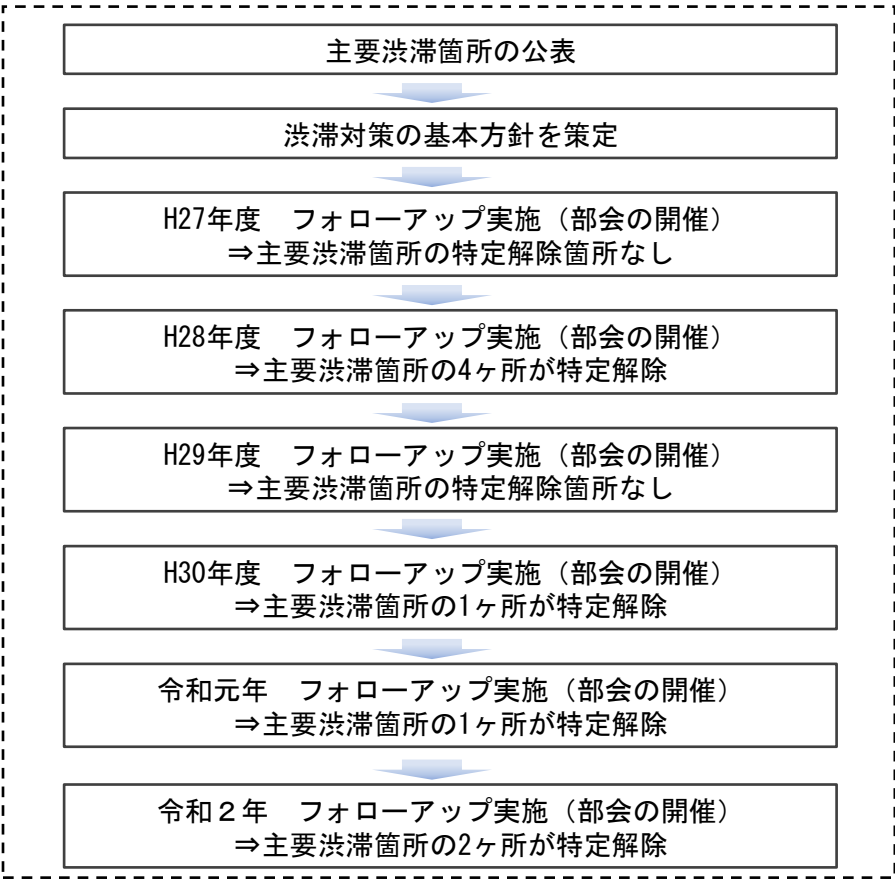 主要渋滞箇所の公表
渋滞対策の基本方針を策定
H27年度　フォローアップ実施（部会の開催）
⇒主要渋滞箇所の特定解除箇所なし
H28年度　フォローアップ実施（部会の開催）
⇒主要渋滞箇所の4ヶ所が特定解除
H29年度　フォローアップ実施（部会の開催）
⇒主要渋滞箇所の特定解除箇所なし
H30年度　フォローアップ実施（部会の開催）
⇒主要渋滞箇所の1ヶ所が特定解除
令和元年　フォローアップ実施（部会の開催）
⇒主要渋滞箇所の1ヶ所が特定解除
令和２年　フォローアップ実施（部会の開催）
⇒主要渋滞箇所の2ヶ所が特定解除